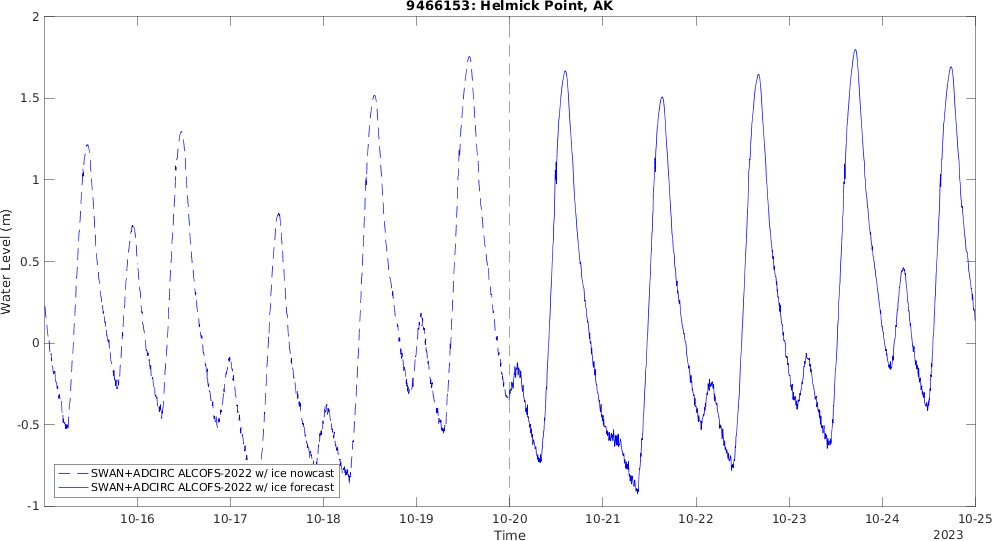 9466153: Helmick Point, AK
2
1.5
1
0.5
0
-0.5
-1
Water Level (m)
SWAN+ADCIRC ALCOFS-2022 w/ ice nowcast
SWAN+ADCIRC ALCOFS-2022 w/ ice forecast
10-16 10-17 10-18 10-19 10-20 10-21 10-22 10-23 10-24 10-25
Time
2023